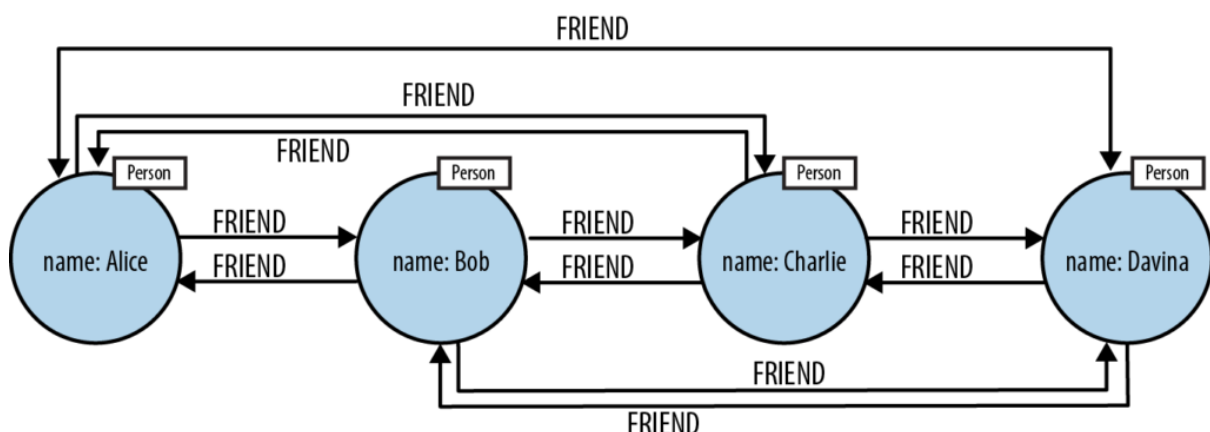 FRIEND
FRIEND
FRIEND
Person
Person
Person
Person
FRIEND
FRIEND
FRIEND
name: Alice
name: Bob
name: Charlie
name: Davina
FRIEND
FRIEND
FRIEND
FRIEND
FRIEND